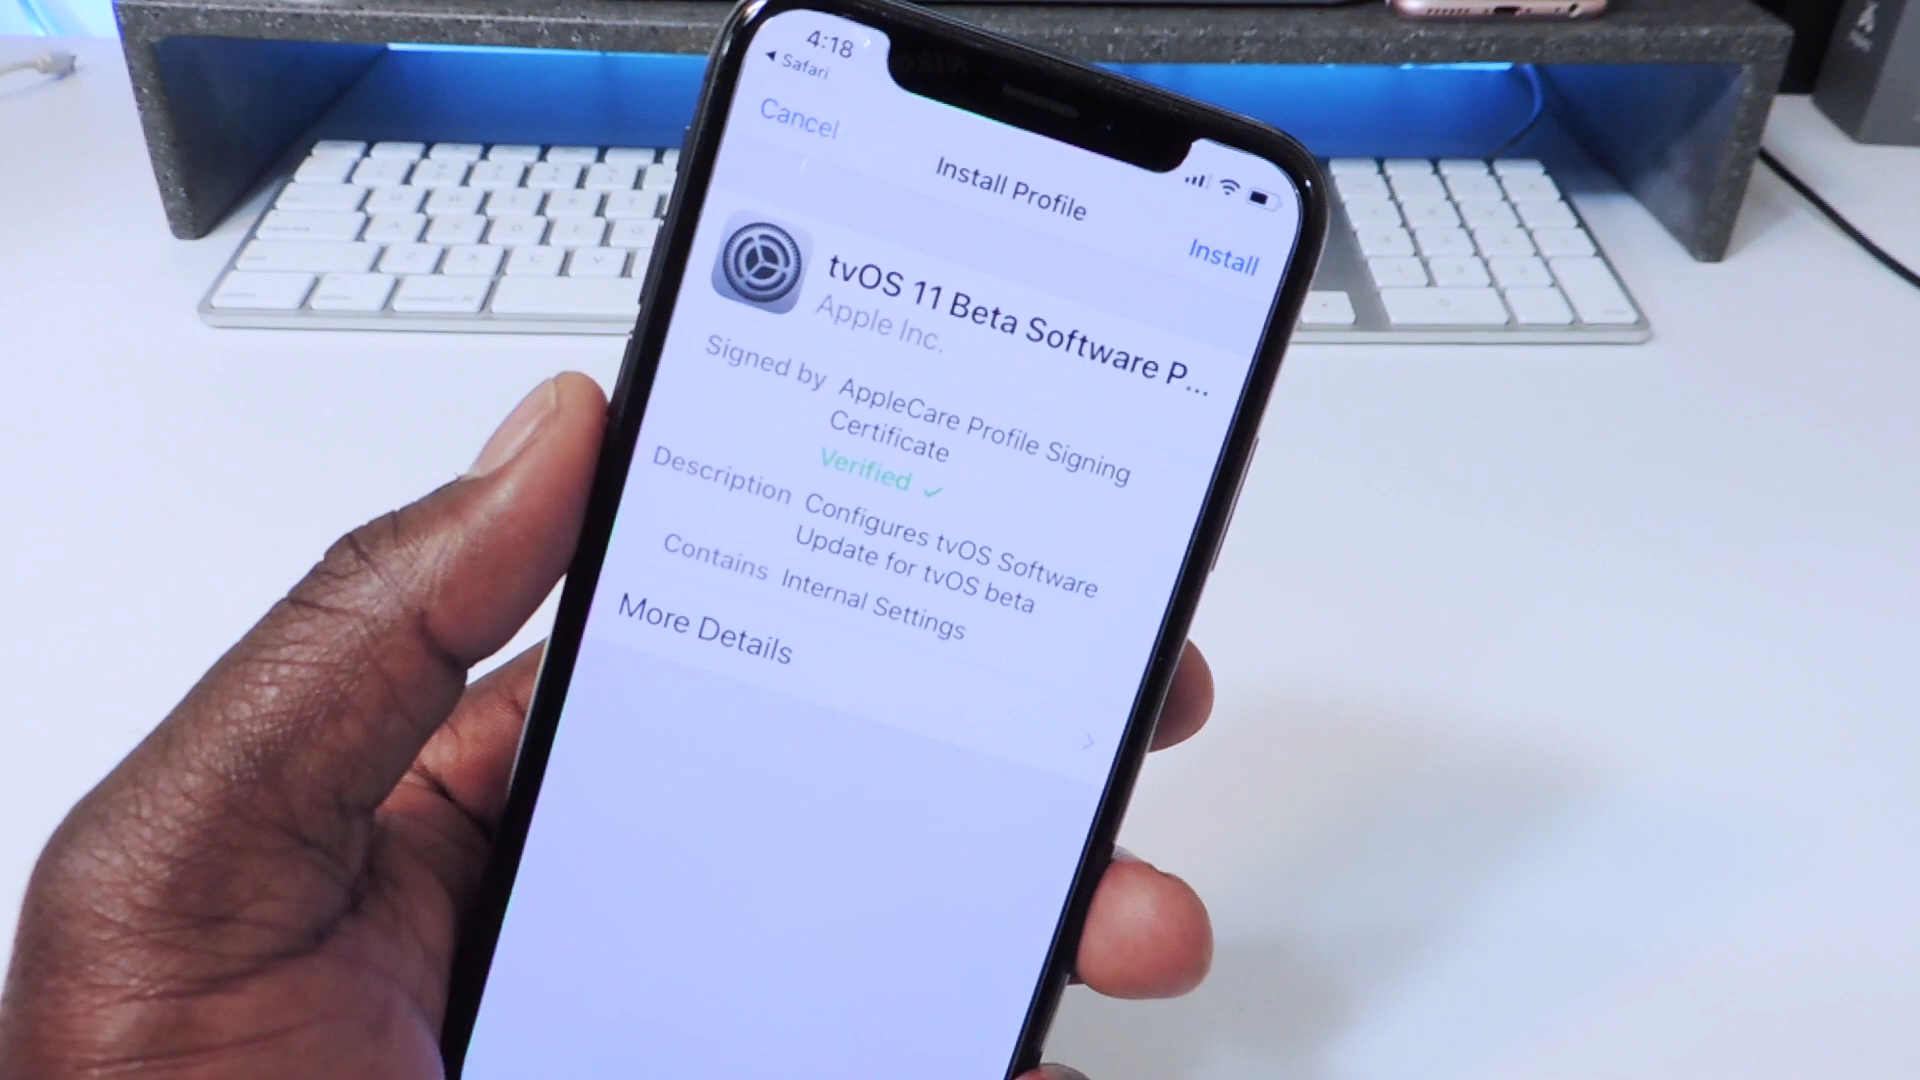 4:18
Safari
Cancel
Install Profile
Install
tvOS 11 Beta Software P...
Apple Inc.
Signed by AppleCare Profile Signing
Certificate
Verified ✓
Description Configures tvOS Software
Update for tvOS beta
Contains Internal Settings
More Details